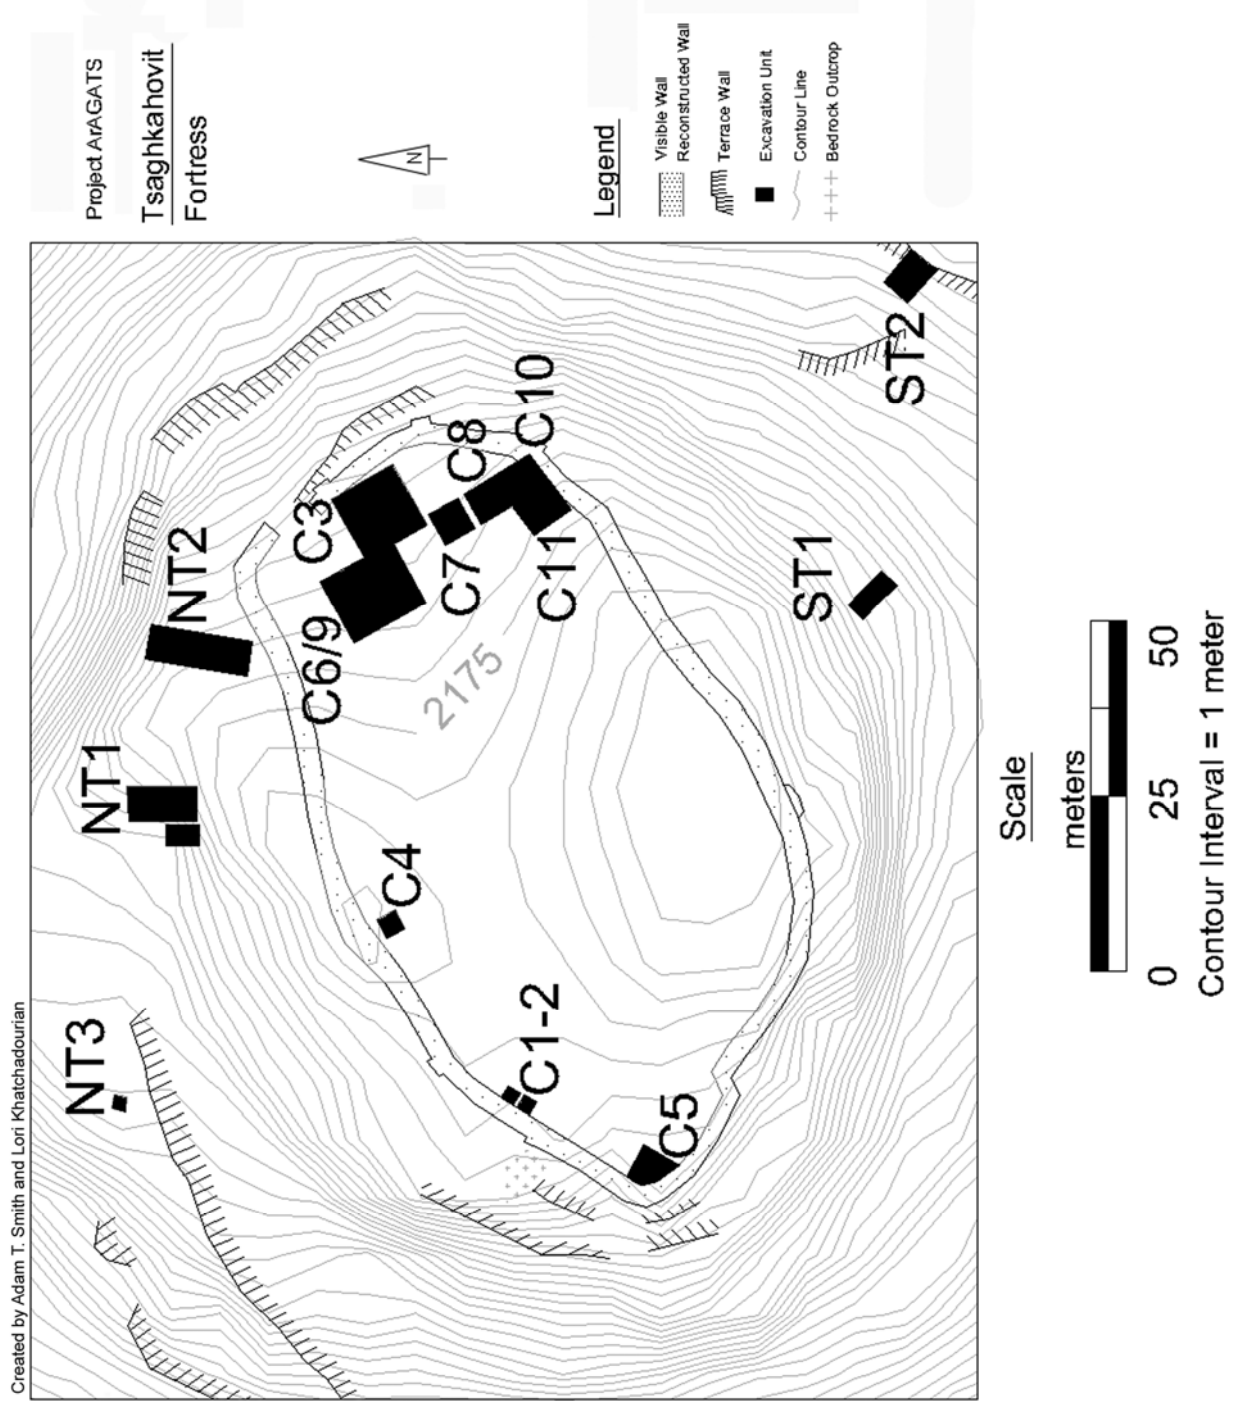 Created by Adam T. Smith and Lori Khatchadourian
Project ArAGATS
Tsaghkahovit
Fortress
N
Legend
Visible Wall
Reconstructed Wall
Terrace Wall
Excavation Unit
Contour Line
Bedrock Outcrop
NT3
NT1
NT2
C3
C6/9
C8
C7
C10
C11
2175
C4
C1-2
C5
ST1
ST2
Scale
meters
0 25 50
Contour Interval = 1 meter